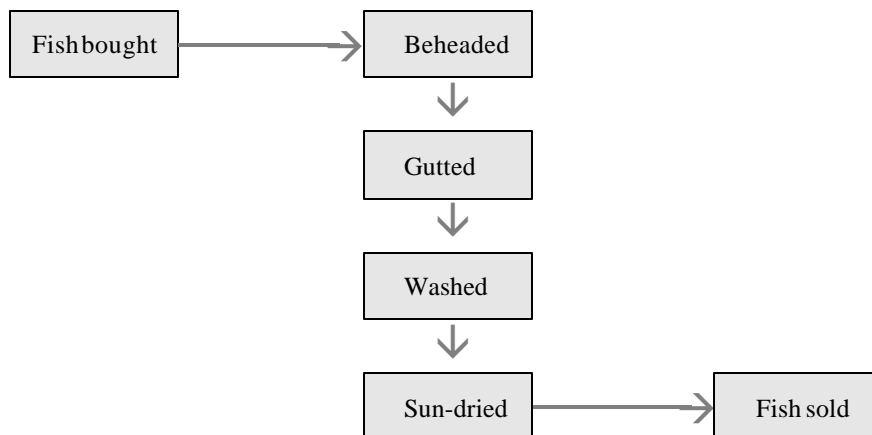 Fish bought
Beheaded
Gutted
Washed
Sun-dried
Fish sold